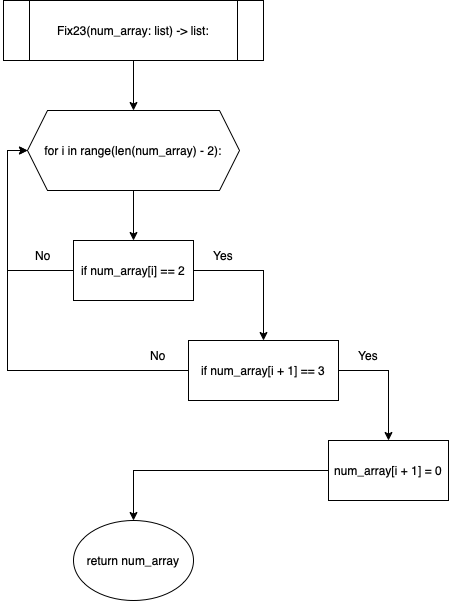 Fix23(num_array: list) -> list:
for i in range(len(num_array) - 2):
No
Yes
if num_array[i] == 2
No
Yes
if num_array[i + 1] == 3
num_array[i + 1] = 0
return num_array